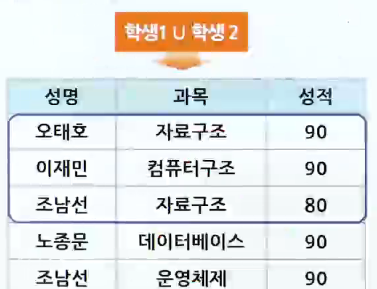 학생1 ∪ 학생 2
성명 과목 성적
오태호 자료구조 90
이재민 컴퓨터구조 90
조남선 자료구조 80
노종문 데이터베이스 90
조남선 운영체제 90